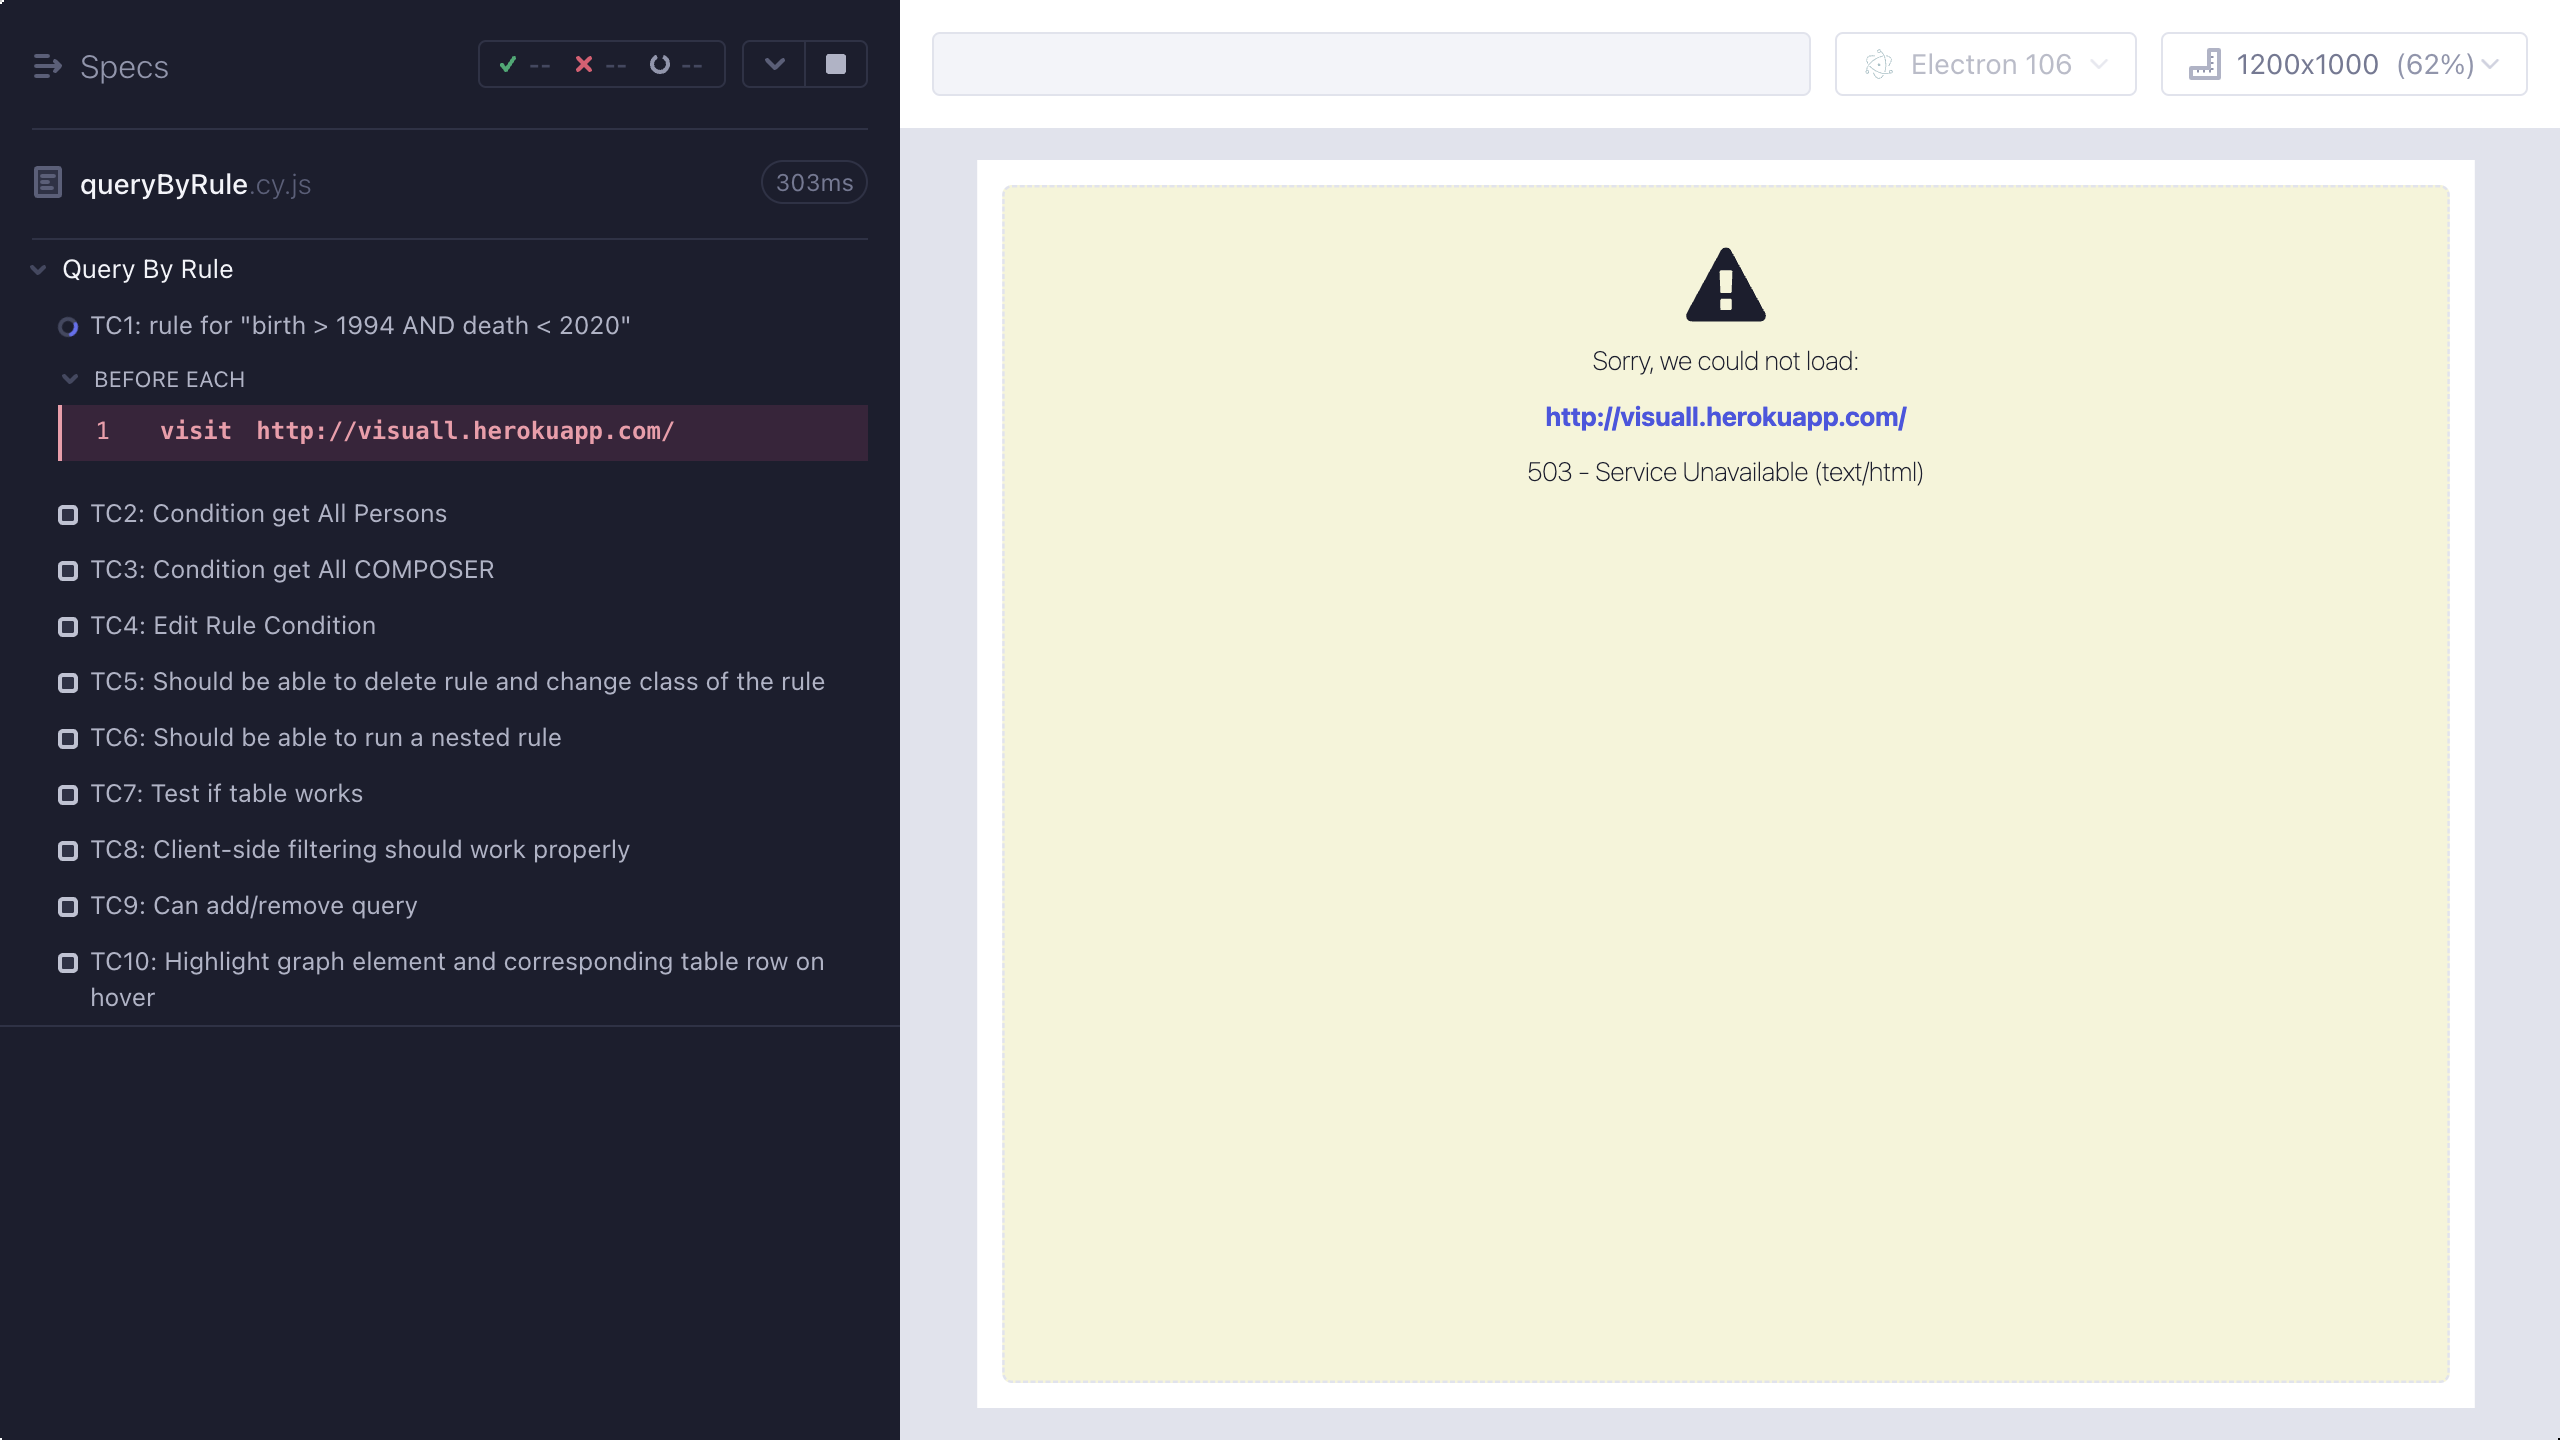 Specs
-- -- --
queryByRule.cy.js
303ms
Query By Rule
TC1: rule for "birth > 1994 AND death < 2020"
BEFORE EACH
1 visit http://visuall.herokuapp.com/
TC2: Condition get All Persons
TC3: Condition get All COMPOSER
TC4: Edit Rule Condition
TC5: Should be able to delete rule and change class of the rule
TC6: Should be able to run a nested rule
TC7: Test if table works
TC8: Client-side filtering should work properly
TC9: Can add/remove query
TC10: Highlight graph element and corresponding table row on
hover
Electron 106
1200x1000 (62%)
Sorry, we could not load:
http://visuall.herokuapp.com/
503 - Service Unavailable (text/html)